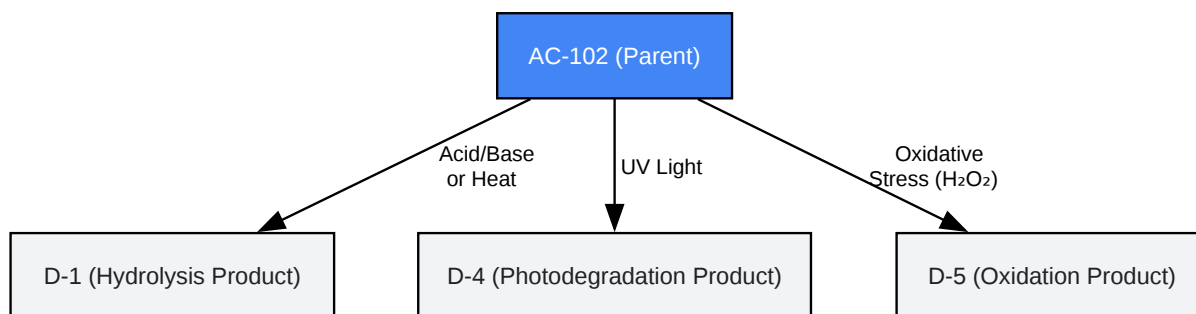 AC-102 (Parent)
Acid/Base
or Heat
UV Light
Oxidative
Stress (H₂O₂)
D-1 (Hydrolysis Product)
D-4 (Photodegradation Product)
D-5 (Oxidation Product)